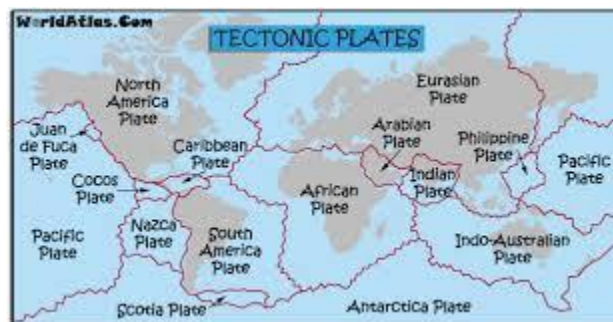 WorldAtlas.Com
TECTONIC PLATES
North
America
Plate
Eurasian
Plate
Juan
de Fuca
Plate
Caribbean
Plate
Arabian
Plate
Philippine
Plate
Cocos
Plate
African
Plate
Indian
Plate
Pacific
Plate
Pacific
Plate
Nazca
Plate
South
America
Plate
Indo-Australian
Plate
Scotia Plate
Antarctica Plate